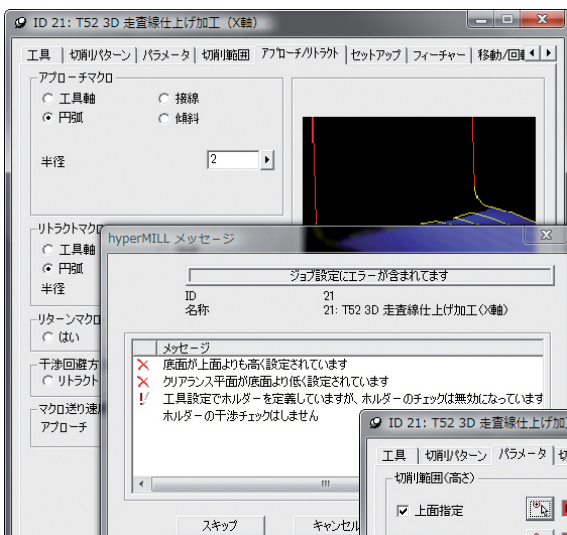 ID 21: T52 3D 走査線仕上げ加工（X軸）
工具 切削パターン パラメータ 切削範囲 アプローチ/リトラクト セットアップ フィーチャー 移動/回
アプローチマクロ
工具軸 接線
円弧 傾斜
半径 2
リトラクトマクロ
工具軸
円弧
半径
リターンマクロ
はい
干渉回避方
リトラクト
マクロ送り速
アプローチ
hyperMILL メッセージ
ジョブ設定にエラーが含まれてます
ID 21
名称 21: T52 3D 走査線仕上げ加工（X軸）
メッセージ
底面が上面よりも高く設定されています
クリアランス平面が底面より低く設定されています
工具設定でホルダーを定義していますが、ホルダーのチェックは無効になっています
ホルダーの干渉チェックはしません
スキップ キャンセル
ID 21: T52 3D 走査線仕上げ加
工具 切削パターン パラメータ 切
切削範囲（高さ）
上面指定